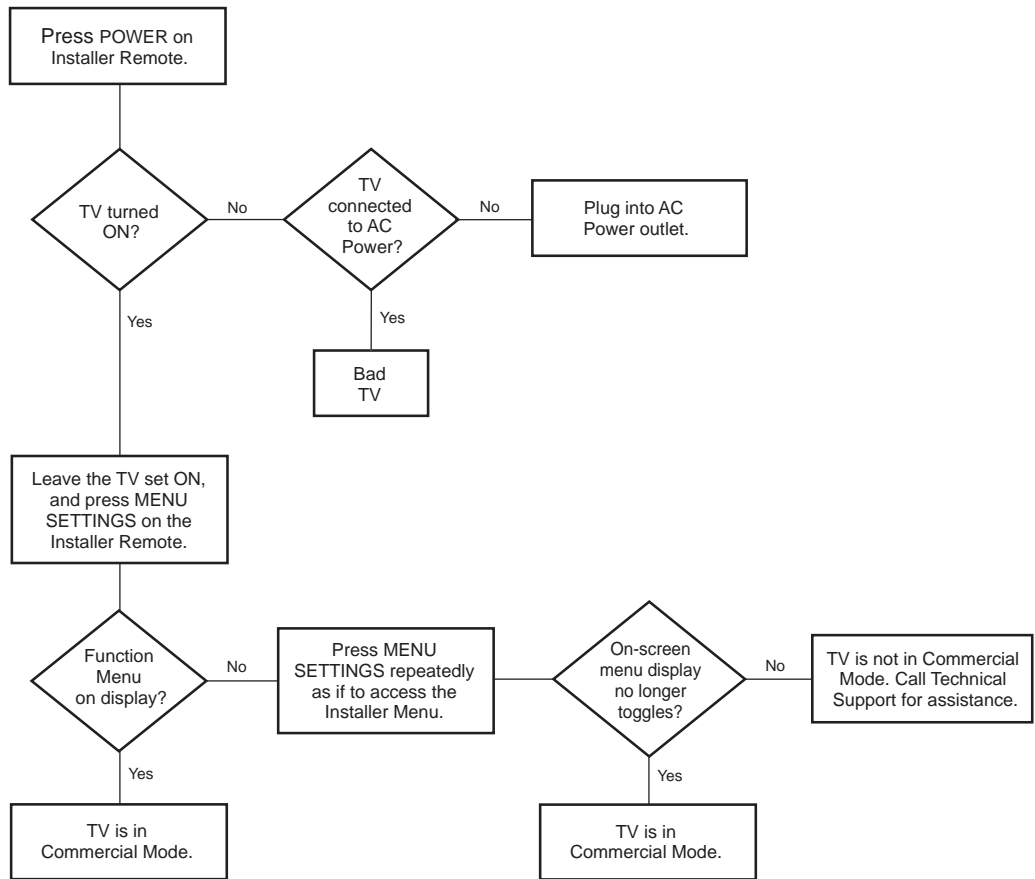 Press POWER on
Installer Remote.
TV turned
ON?
No
TV
connected
to AC
Power?
No
Plug into AC
Power outlet.
Yes
Yes
Bad
TV
Leave the TV set ON,
and press MENU
SETTINGS on the
Installer Remote.
Function
Menu
on display?
No
Press MENU
SETTINGS repeatedly
as if to access the
Installer Menu.
On-screen
menu display
no longer
toggles?
No
TV is not in Commercial
Mode. Call Technical
Support for assistance.
Yes
TV is in
Commercial Mode.
Yes
TV is in
Commercial Mode.